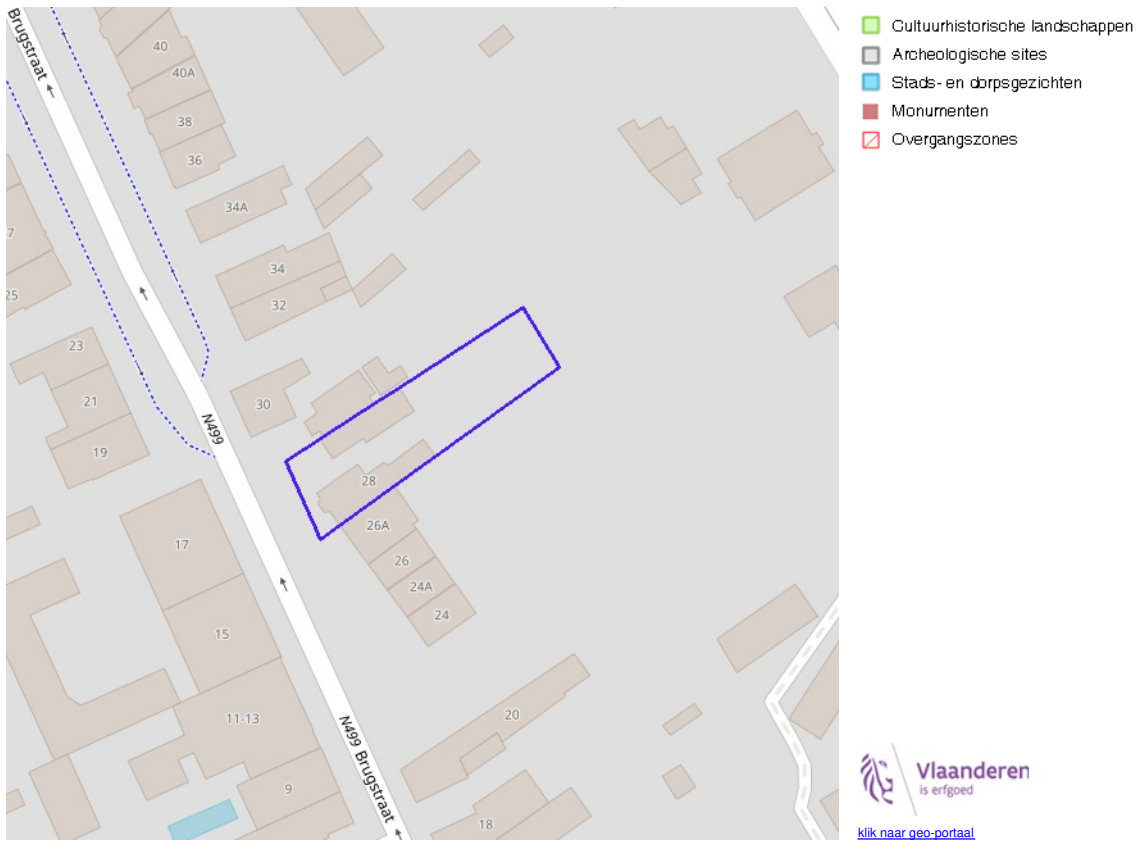 Brugstraat
40
40A
38
36
34A
34
32
7
25
23
21
19
30
N499
28
26A
26
24A
24
17
15
11-13
9
20
18
N499 Brugstraat
Cultuurhistorische landschappen
Archeologische sites
Stads- en dorpsgezichten
Monumenten
Overgangszones
Vlaanderen
is erfgoed
klik naar geo-portaal